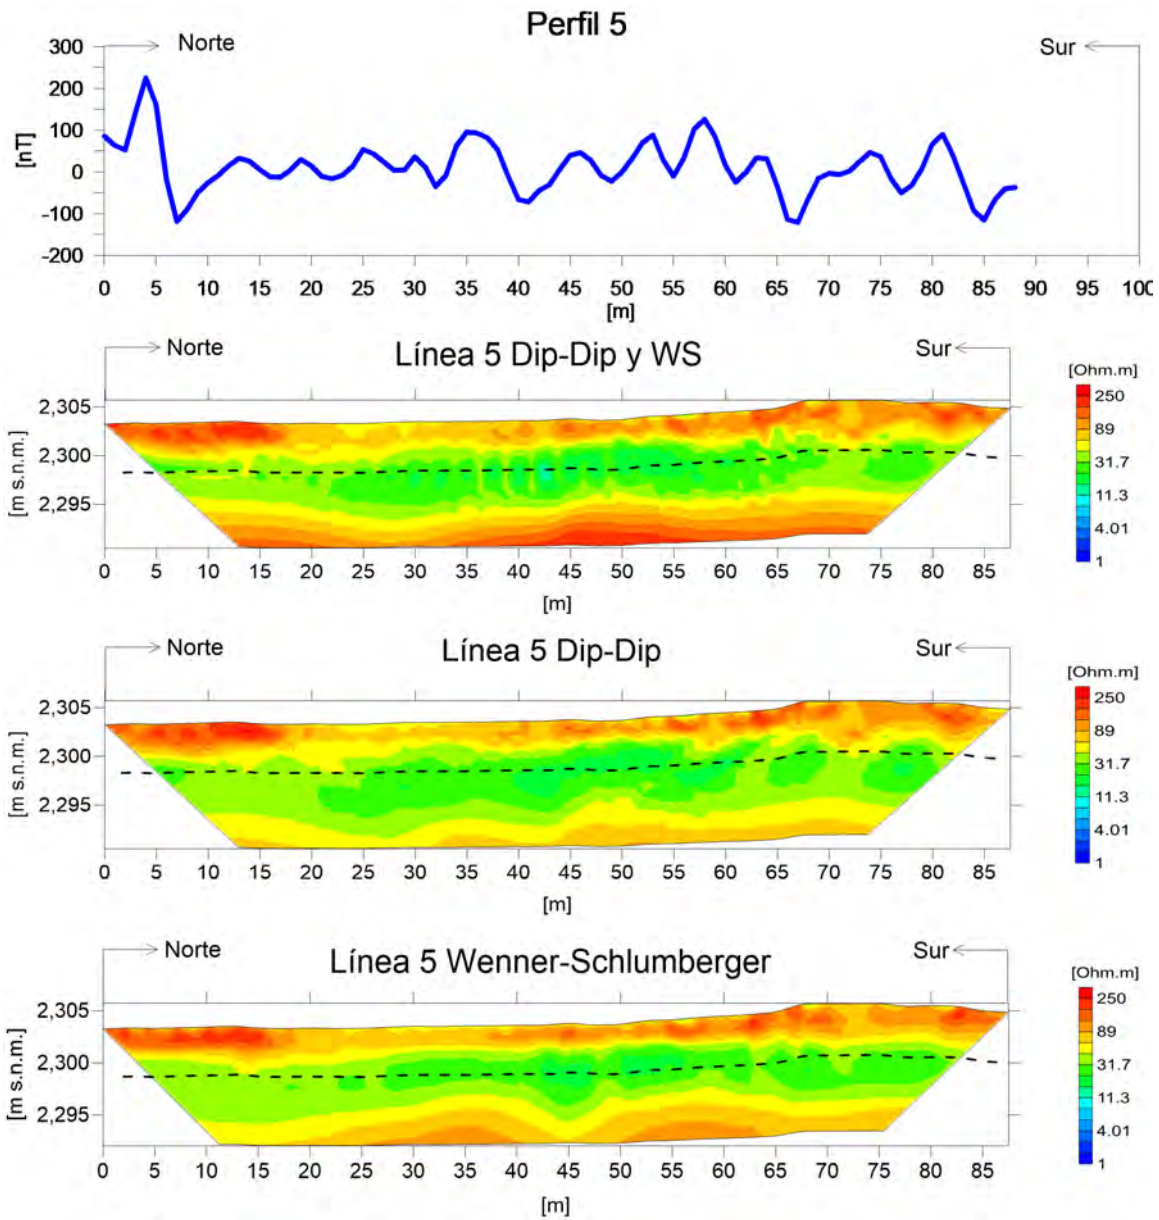 Perfil 5
Norte
Sur
300
200
100
0
-100
-200
[nT]
0 5 10 15 20 25 30 35 40 45 50 55 60 65 70 75 80 85 90 95 100
[m]
Norte
Línea 5 Dip-Dip y WS
Sur
[Ohm.m]
2,305
2,300
2,295
[m s.n.m.]
250
89
31.7
11.3
4.01
1
0 5 10 15 20 25 30 35 40 45 50 55 60 65 70 75 80 85
[m]
Norte
Línea 5 Dip-Dip
Sur
[Ohm.m]
2,305
2,300
2,295
[m s.n.m.]
250
89
31.7
11.3
4.01
1
0 5 10 15 20 25 30 35 40 45 50 55 60 65 70 75 80 85
[m]
Norte
Línea 5 Wenner-Schlumberger
Sur
[Ohm.m]
2,305
2,300
2,295
[m s.n.m.]
250
89
31.7
11.3
4.01
1
0 5 10 15 20 25 30 35 40 45 50 55 60 65 70 75 80 85
[m]